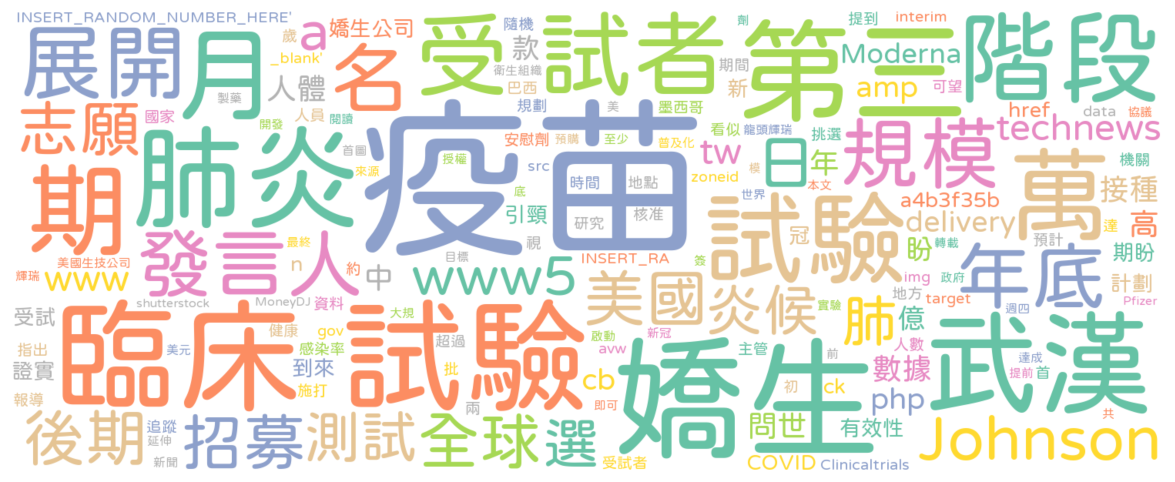 INSERT_RANDOM_NUMBER_HERE'
展開
月
a
嬌生公司
名
受
試者
第三
階段
隨機
款
衛生組織
巴西
期間
新
提到
interim
Moderna
amp
可望
歲
_blank'
人體
製藥
志願
國家
人員
開發
閱讀
規劃
墨西哥
美
href
data
協議
technews
肺炎
首圖
來源
疫苗
授權
安慰劑
預購
至少
普及化
看似
龍頭輝瑞
挑選
tw
zoneid
日
年
模
本文
世界
規模
三
機關
萬
接種
期
src
時間
地點
研究
核准
引頸
底
視
目標
試驗
冠
a4b3f35b
delivery
高
達
盼
轉載
預計
期盼
發言人
最終
n
約
中
美國生技公司
輝瑞
www
www5
INSERT_RA
簽
美國
炎候
img
政府
地方
target
年底
計劃
週四
Pfizer
shutterstock
MoneyDJ
資料
受試
臨床試驗
健康
gov
感染率
大規
超過
啟動
新冠
實驗
avw
肺
億
人數
武漢
指出
證實
報導
美元
到來
施打
批
兩
cb
即可
嬌生
主管
前
初
ck
數據
php
達成
提前
首
共
後期
追蹤
延伸
新聞
招募
測試
全球
選
受試者
問世
有效性
COVID
Clinicaltrials
Johnson